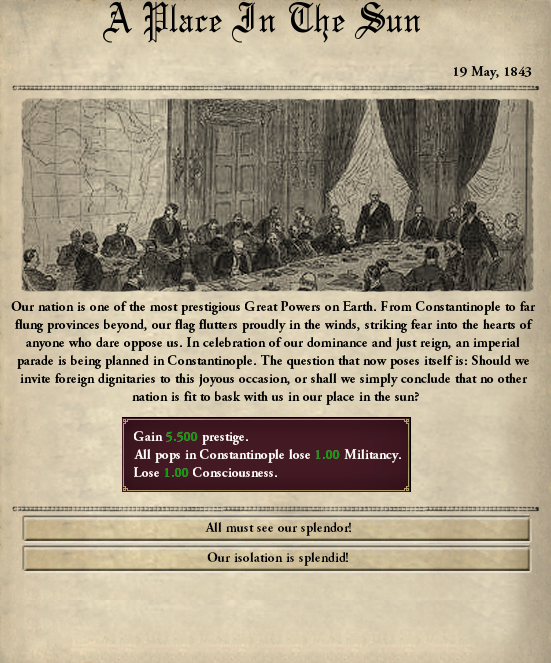 A Place In The Sun
19 May, 1843
Our nation is one of the most prestigious Great Powers on Earth. From Constantinople to far
flung provinces beyond, our flag flutters proudly in the winds, striking fear into the hearts of
anyone who dare oppose us. In celebration of our dominance and just reign, an imperial
parade is being planned in Constantinople. The question that now poses itself is: Should we
invite foreign dignitaries to this joyous occasion, or shall we simply conclude that no other
nation is fit to bask with us in our place in the sun?
Gain 5.500 prestige.
All pops in Constantinople lose 1.00 Militancy.
Lose 1.00 Consciousness.
All must see our splendor!
Our isolation is splendid!